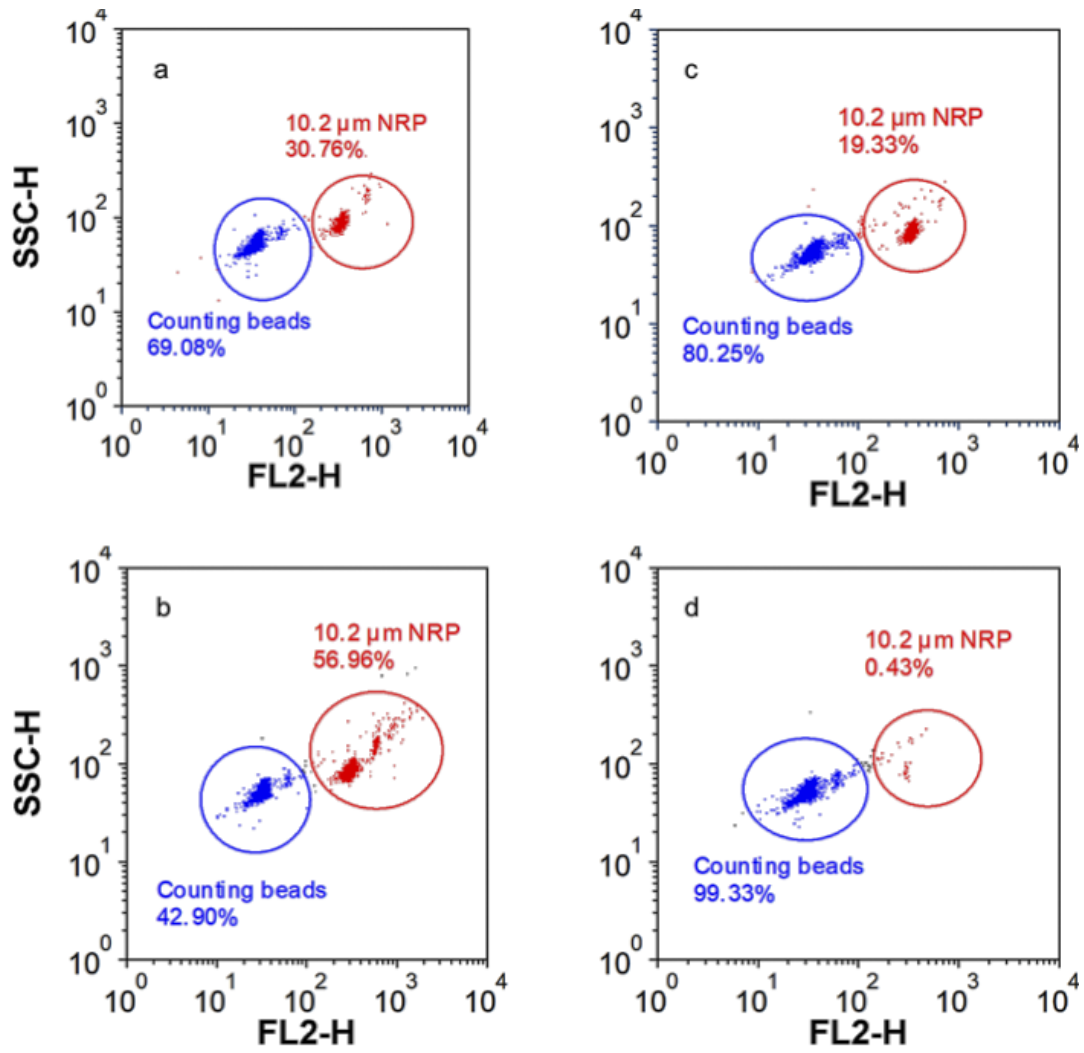 a
10⁴
10³
10²
10¹
10⁰
SSC-H
10.2 µm NRP
30.76%
Counting beads
69.08%
10⁰ 10¹ 10² 10³ 10⁴
FL2-H
c
10⁴
10³
10²
10¹
10⁰
10.2 µm NRP
19.33%
Counting beads
80.25%
10⁰ 10¹ 10² 10³ 10⁴
FL2-H
b
10⁴
10³
10²
10¹
10⁰
SSC-H
10.2 µm NRP
56.96%
Counting beads
42.90%
10⁰ 10¹ 10² 10³ 10⁴
FL2-H
d
10⁴
10³
10²
10¹
10⁰
10.2 µm NRP
0.43%
Counting beads
99.33%
10⁰ 10¹ 10² 10³ 10⁴
FL2-H